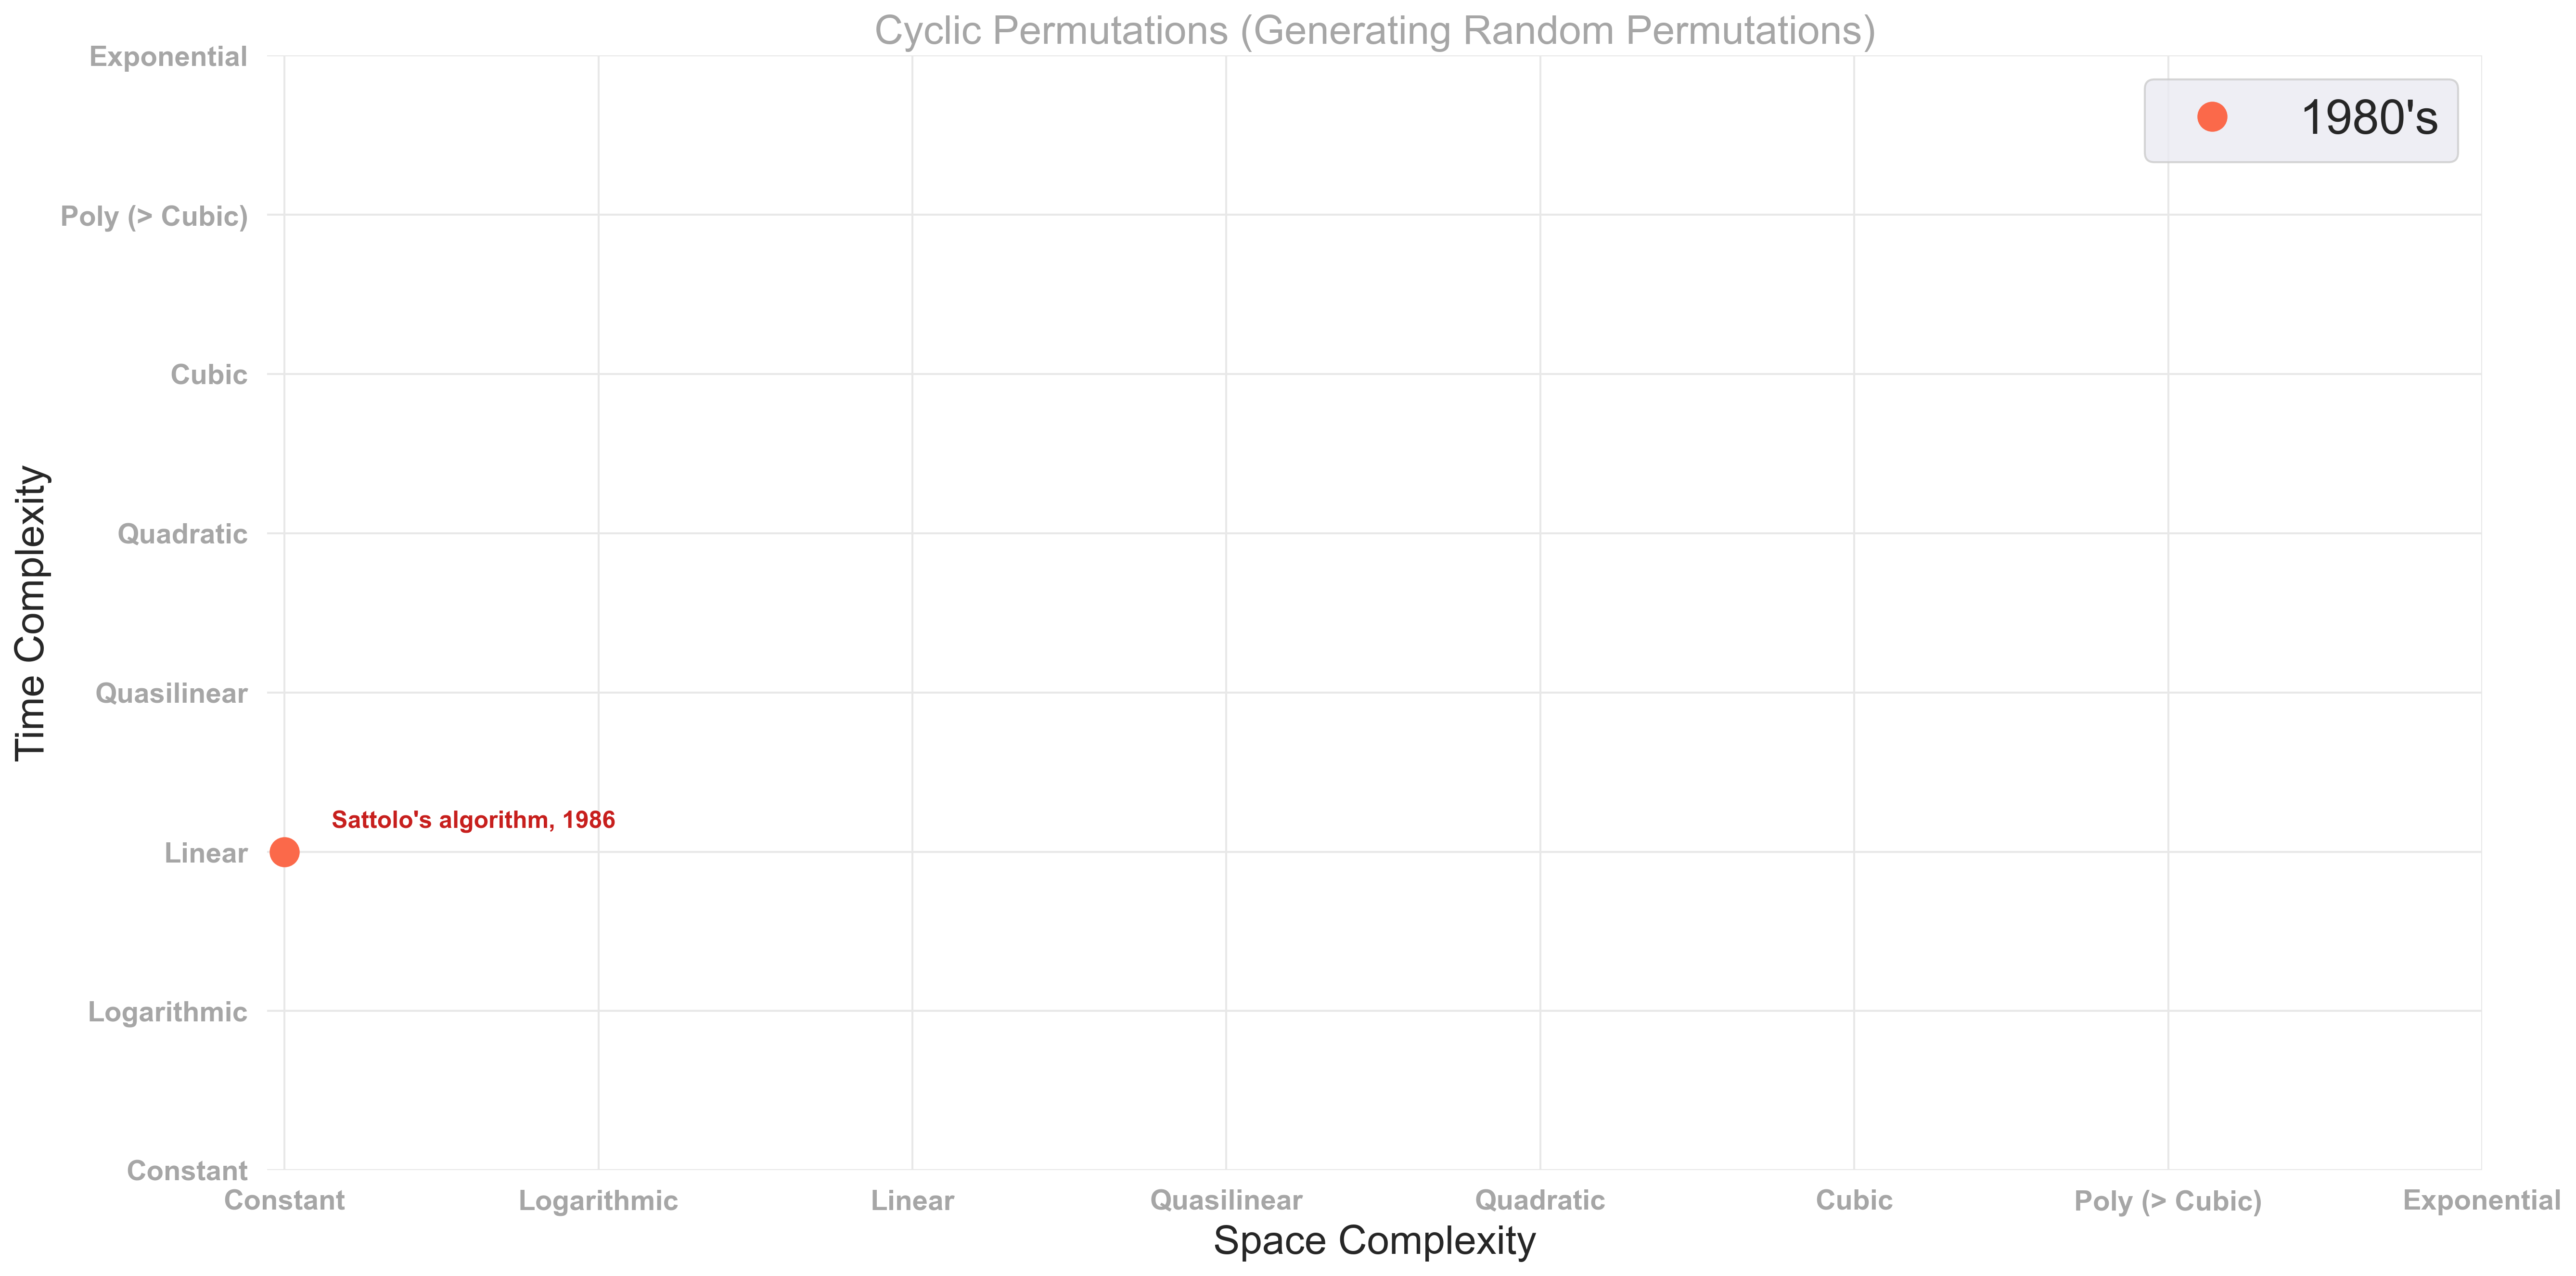 Cyclic Permutations (Generating Random Permutations)
Exponential
Poly (> Cubic)
Cubic
Quadratic
Quasilinear
Linear
Logarithmic
Constant
Time Complexity
1980's
Sattolo's algorithm, 1986
Constant
Logarithmic
Linear
Quasilinear
Quadratic
Cubic
Poly (> Cubic)
Exponential
Space Complexity